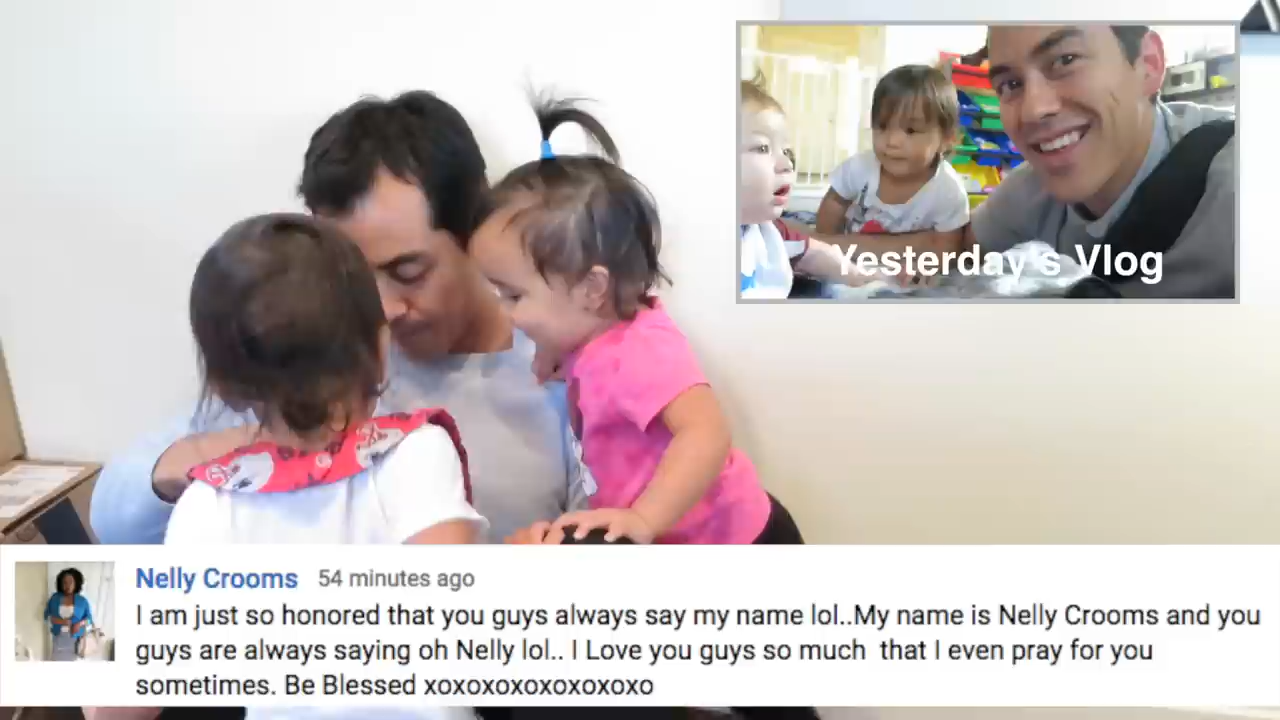 Yesterday's Vlog
Nelly Crooms 54 minutes ago
I am just so honored that you guys always say my name lol..My name is Nelly Crooms and you
guys are always saying oh Nelly lol.. I Love you guys so much that I even pray for you
sometimes. Be Blessed xoxoxoxoxoxoxoxo